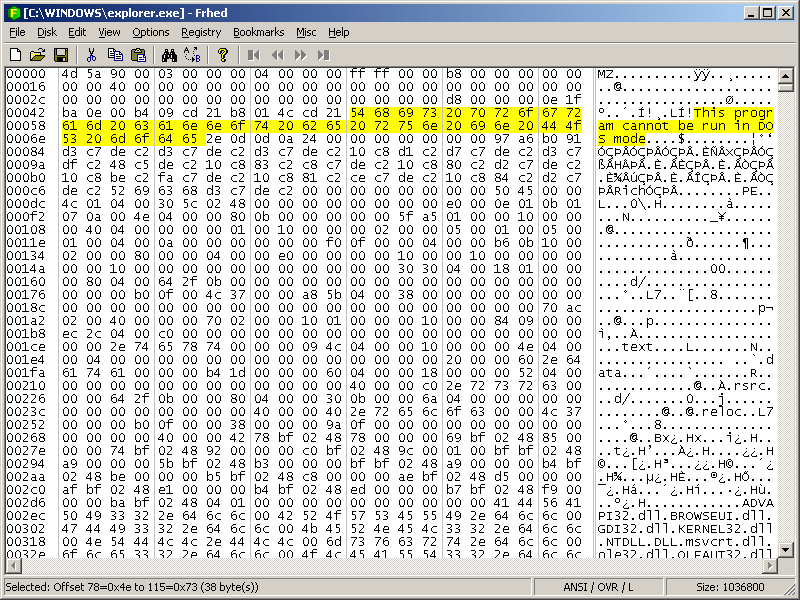 [C:\WINDOWS\explorer.exe] - Frhed
File Disk Edit View Options Registry Bookmarks Misc Help
00000 4d 5a 90 00 03 00 00 00 04 00 00 00 ff ff 00 00 b8 00 00 00 00 00 MZ..........ÿÿ..¸.....
00016 00 00 40 00 00 00 00 00 00 00 00 00 00 00 00 00 00 00 00 00 00 00 ..@...................
0002c 00 00 00 00 00 00 00 00 00 00 00 00 00 00 00 00 d8 00 00 00 0e 1f ................Ø.....
00042 ba 0e 00 b4 09 cd 21 b8 01 4c cd 21 54 68 69 73 20 70 72 6f 67 72 º..´.Í!¸.LÍ!This progr
00058 61 6d 20 63 61 6e 6e 6f 74 20 62 65 20 72 75 6e 20 69 6e 20 44 4f am cannot be run in DO
0006e 53 20 6d 6f 64 65 2e 0d 0d 0a 24 00 00 00 00 00 00 00 97 a6 b0 91 S mode....$........¦°.
00084 d3 c7 de c2 d3 c7 de c2 d3 c7 de c2 10 c8 d1 c2 d7 c7 de c2 d3 c7 ÓÇÞÂÓÇÞÂÓÇÞÂ.ÈÑÂ×ÇÞÂÓÇ
0009a df c2 48 c5 de c2 10 c8 83 c2 c8 c7 de c2 10 c8 80 c2 d2 c7 de c2 ßÂHÅÞÂ.È.ÂÈÇÞÂ.È.ÂÒÇÞÂ
000b0 10 c8 be c2 fa c7 de c2 10 c8 81 c2 ce c7 de c2 10 c8 84 c2 d2 c7 .È¾ÂúÇÞÂ.È.ÂÎÇÞÂ.È.ÂÒÇ
000c6 de c2 52 69 63 68 d3 c7 de c2 00 00 00 00 00 00 00 00 50 45 00 00 ÞÂRichÓÇÞÂ........PE..
000dc 4c 01 04 00 30 5c 02 48 00 00 00 00 00 00 00 00 e0 00 0e 01 0b 01 L...0\.H........à.....
000f2 07 0a 00 4e 04 00 00 80 0b 00 00 00 00 00 5f a5 01 00 00 10 00 00 ...N.........._¥......
00108 00 40 04 00 00 00 00 01 00 10 00 00 00 02 00 00 05 00 01 00 05 00 .@....................
0011e 01 00 04 00 0a 00 00 00 00 00 00 f0 0f 00 00 04 00 00 b6 0b 10 00 ...........ð......¶...
00134 02 00 00 80 00 00 04 00 00 e0 00 00 00 00 10 00 00 10 00 00 00 00 .........à............
0014a 00 00 10 00 00 00 00 00 00 00 00 00 00 00 30 30 04 00 18 01 00 00 ..............00......
00160 00 80 04 00 64 2f 0b 00 00 00 00 00 00 00 00 00 00 00 00 00 00 00 ....d/................
00176 00 00 00 b0 0f 00 4c 37 00 00 a8 5b 04 00 38 00 00 00 00 00 00 00 ...°..L7..¨[..8.......
0018c 00 00 00 00 00 00 00 00 00 00 00 00 00 00 00 00 00 00 00 00 70 ac ....................p¬
001a2 02 00 40 00 00 00 70 02 00 00 10 01 00 00 00 10 00 00 84 09 00 00 ..@...p...............
001b8 ec 2c 04 00 c0 00 00 00 00 00 00 00 00 00 00 00 00 00 00 00 00 00 ì,..À.................
001ce 00 00 2e 74 65 78 74 00 00 00 09 4c 04 00 00 10 00 00 00 4e 04 00 ...text....L.......N..
001e4 00 04 00 00 00 00 00 00 00 00 00 00 00 00 00 00 20 00 00 60 2e 64 ................ ..`.d
001fa 61 74 61 00 00 00 b4 1d 00 00 00 60 04 00 00 18 00 00 00 52 04 00 ata...´....`.......R..
00210 00 00 00 00 00 00 00 00 00 00 00 00 40 00 00 c0 2e 72 73 72 63 00 ............@..À.rsrc.
00226 00 00 64 2f 0b 00 00 80 04 00 00 30 0b 00 00 6a 04 00 00 00 00 00 ..d/.......0...j......
0023c 00 00 00 00 00 00 00 00 40 00 00 40 2e 72 65 6c 6f 63 00 00 4c 37 ........@..@.reloc..L7
00252 00 00 00 b0 0f 00 00 38 00 00 00 9a 0f 00 00 00 00 00 00 00 00 00 ...°...8..............
00268 00 00 00 00 40 00 00 42 78 bf 02 48 78 00 00 00 69 bf 02 48 85 00 ....@..Bx¿.Hx...i¿.H..
0027e 00 00 74 bf 02 48 92 00 00 00 c0 bf 02 48 9c 00 01 00 bf bf 02 48 ..t¿.H....À¿.H....¿¿.H
00294 a9 00 00 00 5b bf 02 48 b3 00 00 00 bf bf 02 48 a9 00 00 00 b4 bf ©...[¿.H³...¿¿.H©...´¿
002aa 02 48 be 00 00 00 b5 bf 02 48 c8 00 00 00 ae bf 02 48 d5 00 00 00 .H¾...µ¿.HÈ...®¿.HÕ...
002c0 af bf 02 48 e1 00 00 00 b4 bf 02 48 ed 00 00 00 b7 bf 02 48 f9 00 ¯¿.Há...´¿.Hí...·¿.Hù.
002d6 00 00 ba bf 02 48 04 01 00 00 00 00 00 00 00 00 00 00 41 44 56 41 ..º¿.H............ADVA
002ec 50 49 33 32 2e 64 6c 6c 00 42 52 4f 57 53 45 55 49 2e 64 6c 6c 00 PI32.dll.BROWSEUI.dll.
00302 47 44 49 33 32 2e 64 6c 6c 00 4b 45 52 4e 45 4c 33 32 2e 64 6c 6c GDI32.dll.KERNEL32.dll
00318 00 4e 54 44 4c 4c 2e 44 4c 4c 00 6d 73 76 63 72 74 2e 64 6c 6c 00 .NTDLL.DLL.msvcrt.dll.
0032e 6f 6c 65 33 32 2e 64 6c 6c 00 4f 4c 45 41 55 54 33 32 2e 64 6c 6c ole32.dll.OLEAUT32.dll
Selected: Offset 78=0x4e to 115=0x73 (38 byte(s)) ANSI / OVR / L Size: 1036800